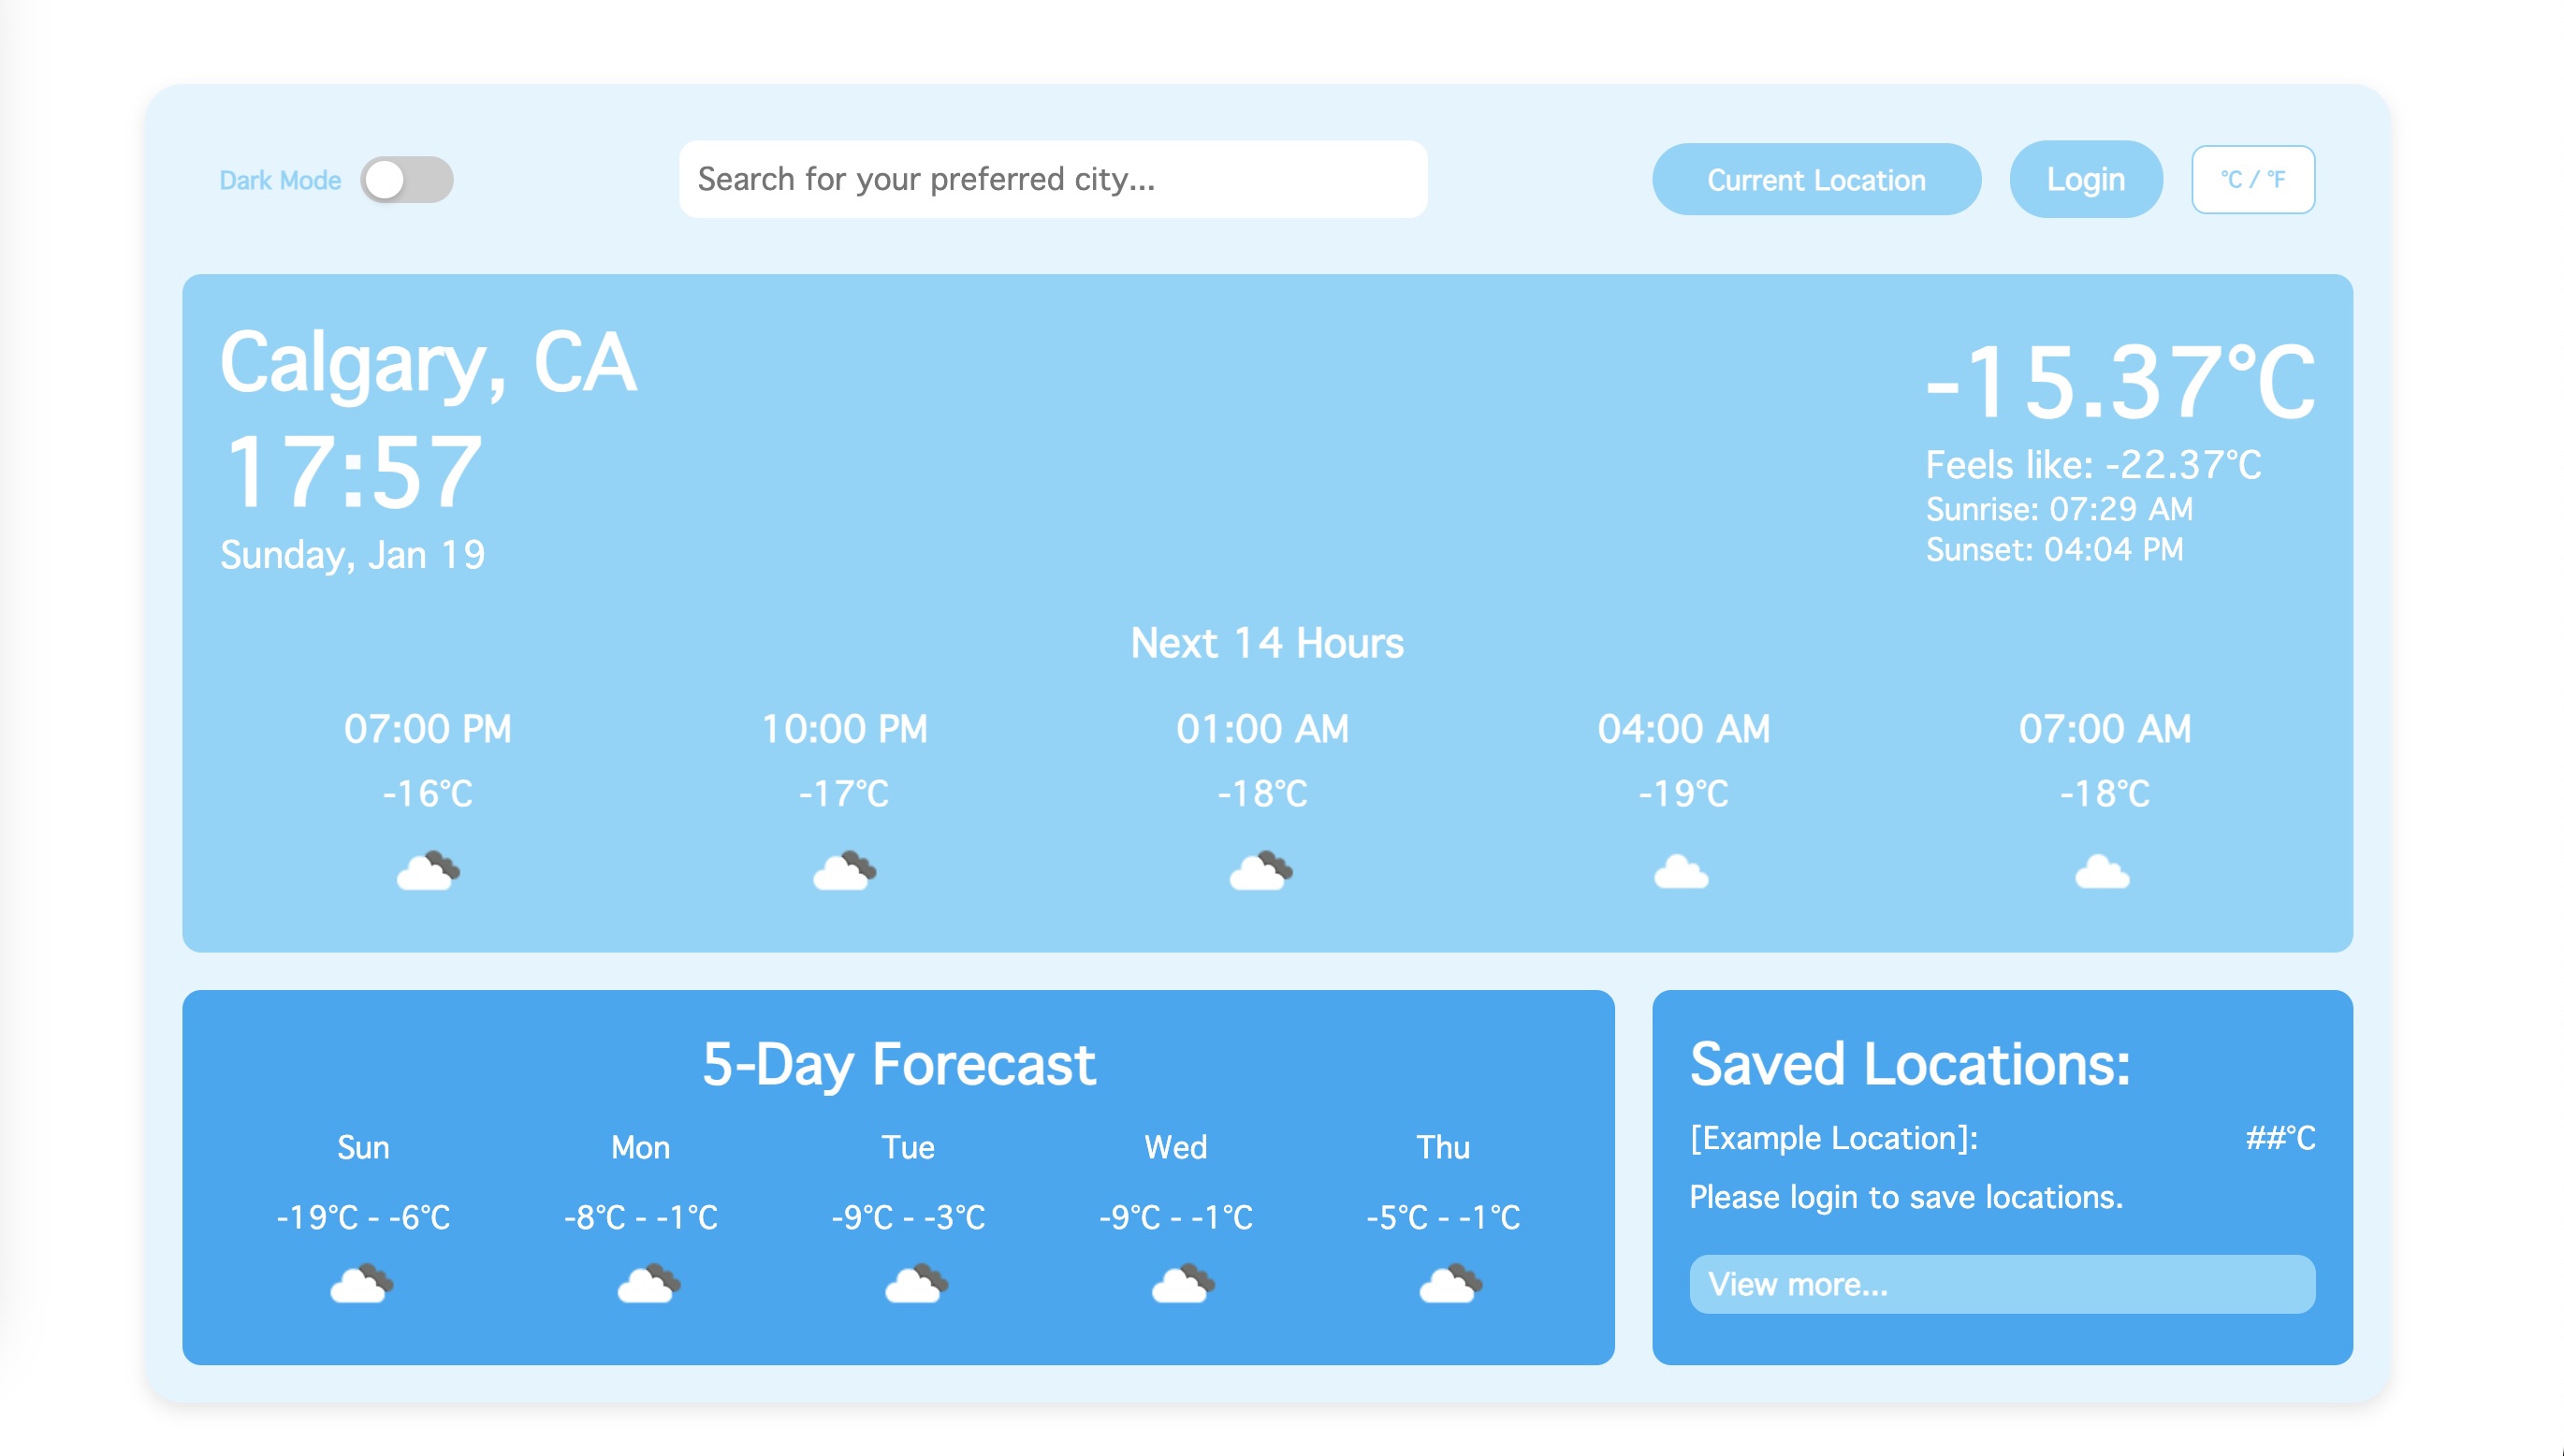 Dark Mode
Search for your preferred city...
Current Location
Login
°C / °F
Calgary, CA
17:57
Sunday, Jan 19
-15.37°C
Feels like: -22.37°C
Sunrise: 07:29 AM
Sunset: 04:04 PM
Next 14 Hours
07:00 PM 10:00 PM 01:00 AM 04:00 AM 07:00 AM
-16°C -17°C -18°C -19°C -18°C
5-Day Forecast
Sun Mon Tue Wed Thu
-19°C - -6°C -8°C - -1°C -9°C - -3°C -9°C - -1°C -5°C - -1°C
Saved Locations:
[Example Location]: ##°C
Please login to save locations.
View more...